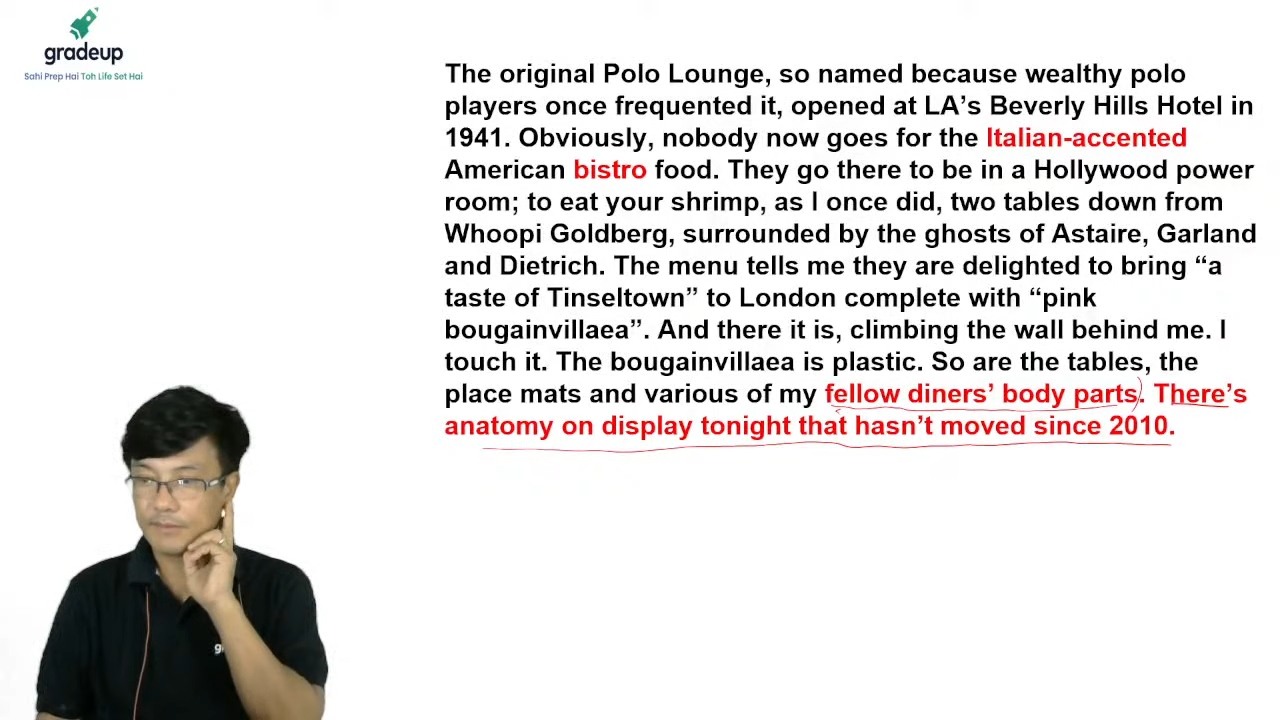 gradeup
Sahi Prep Hai Toh Life Set Hai
The original Polo Lounge, so named because wealthy polo
players once frequented it, opened at LA’s Beverly Hills Hotel in
1941. Obviously, nobody now goes for the Italian-accented
American bistro food. They go there to be in a Hollywood power
room; to eat your shrimp, as I once did, two tables down from
Whoopi Goldberg, surrounded by the ghosts of Astaire, Garland
and Dietrich. The menu tells me they are delighted to bring “a
taste of Tinseltown” to London complete with “pink
bougainvillaea”. And there it is, climbing the wall behind me. I
touch it. The bougainvillaea is plastic. So are the tables, the
place mats and various of my fellow diners’ body parts. There’s
anatomy on display tonight that hasn’t moved since 2010.